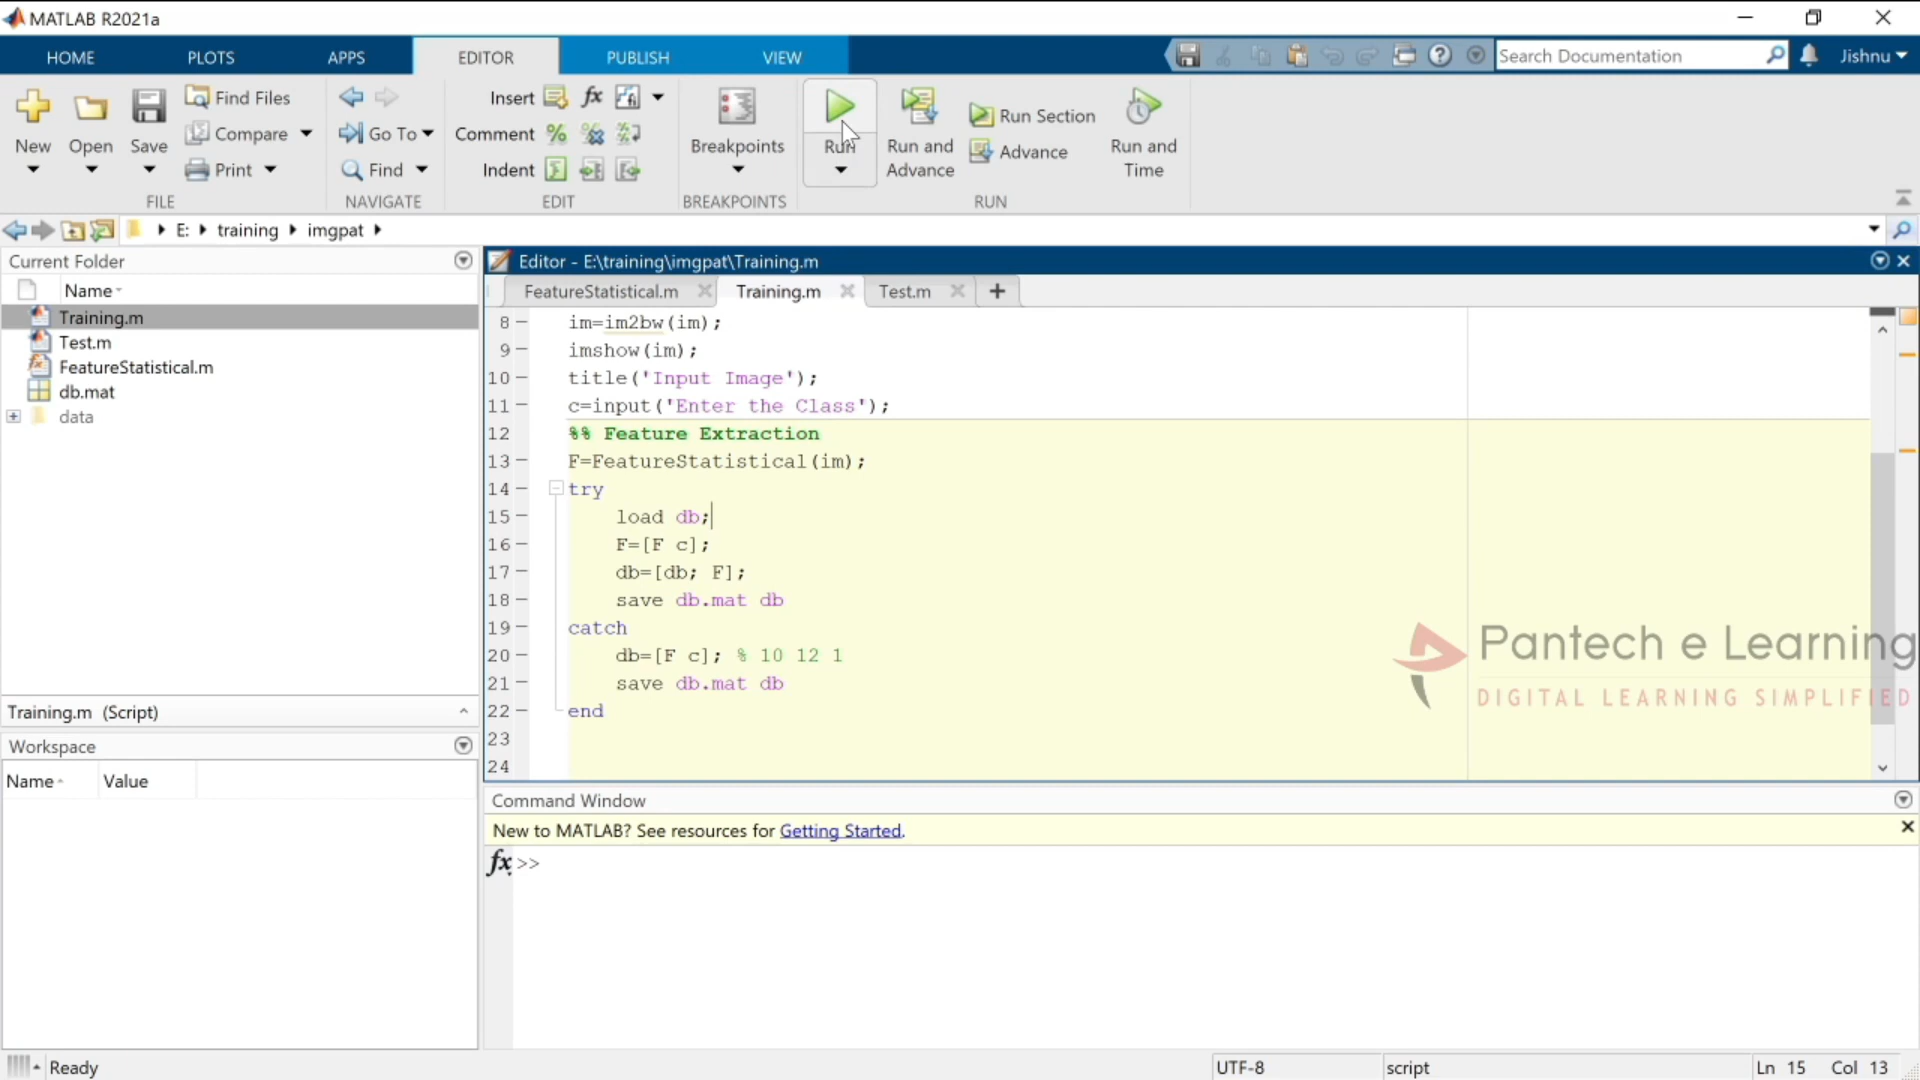 MATLAB R2021a
HOME PLOTS APPS EDITOR PUBLISH VIEW
Search Documentation
Jishnu
New
Open
Save
Find Files
Compare
Print
FILE
Go To
Find
NAVIGATE
Insert
Comment
Indent
EDIT
Breakpoints
BREAKPOINTS
Run
Run and
Advance
Run Section
Advance
Run and
Time
RUN
E: training imgpat
Current Folder
Name
Training.m
Test.m
FeatureStatistical.m
db.mat
data
Training.m (Script)
Workspace
Name Value
Editor - E:\training\imgpat\Training.m
FeatureStatistical.m Training.m Test.m
8 im=im2bw(im);
9 imshow(im);
10 title('Input Image');
11 c=input('Enter the Class');
12 %% Feature Extraction
13 F=FeatureStatistical(im);
14 try
15 load db;
16 F=[F c];
17 db=[db; F];
18 save db.mat db
19 catch
20 db=[F c]; % 10 12 1
21 save db.mat db
22 end
23
24
Pantech e Learning
DIGITAL LEARNING SIMPLIFIED
Command Window
New to MATLAB? See resources for Getting Started.
fx >>
Ready
UTF-8
script
Ln 15 Col 13